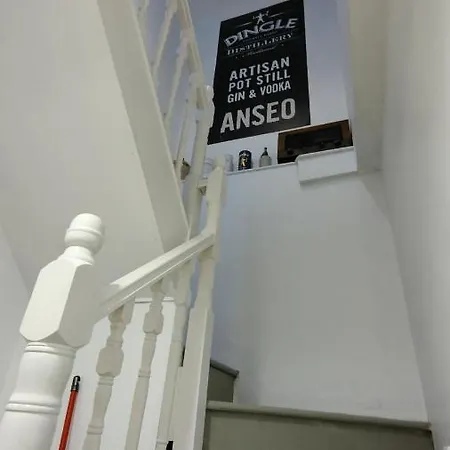 DINGLE
DISTILLERY
ARTISAN
POT STILL
GIN & VODKA
ANSEO